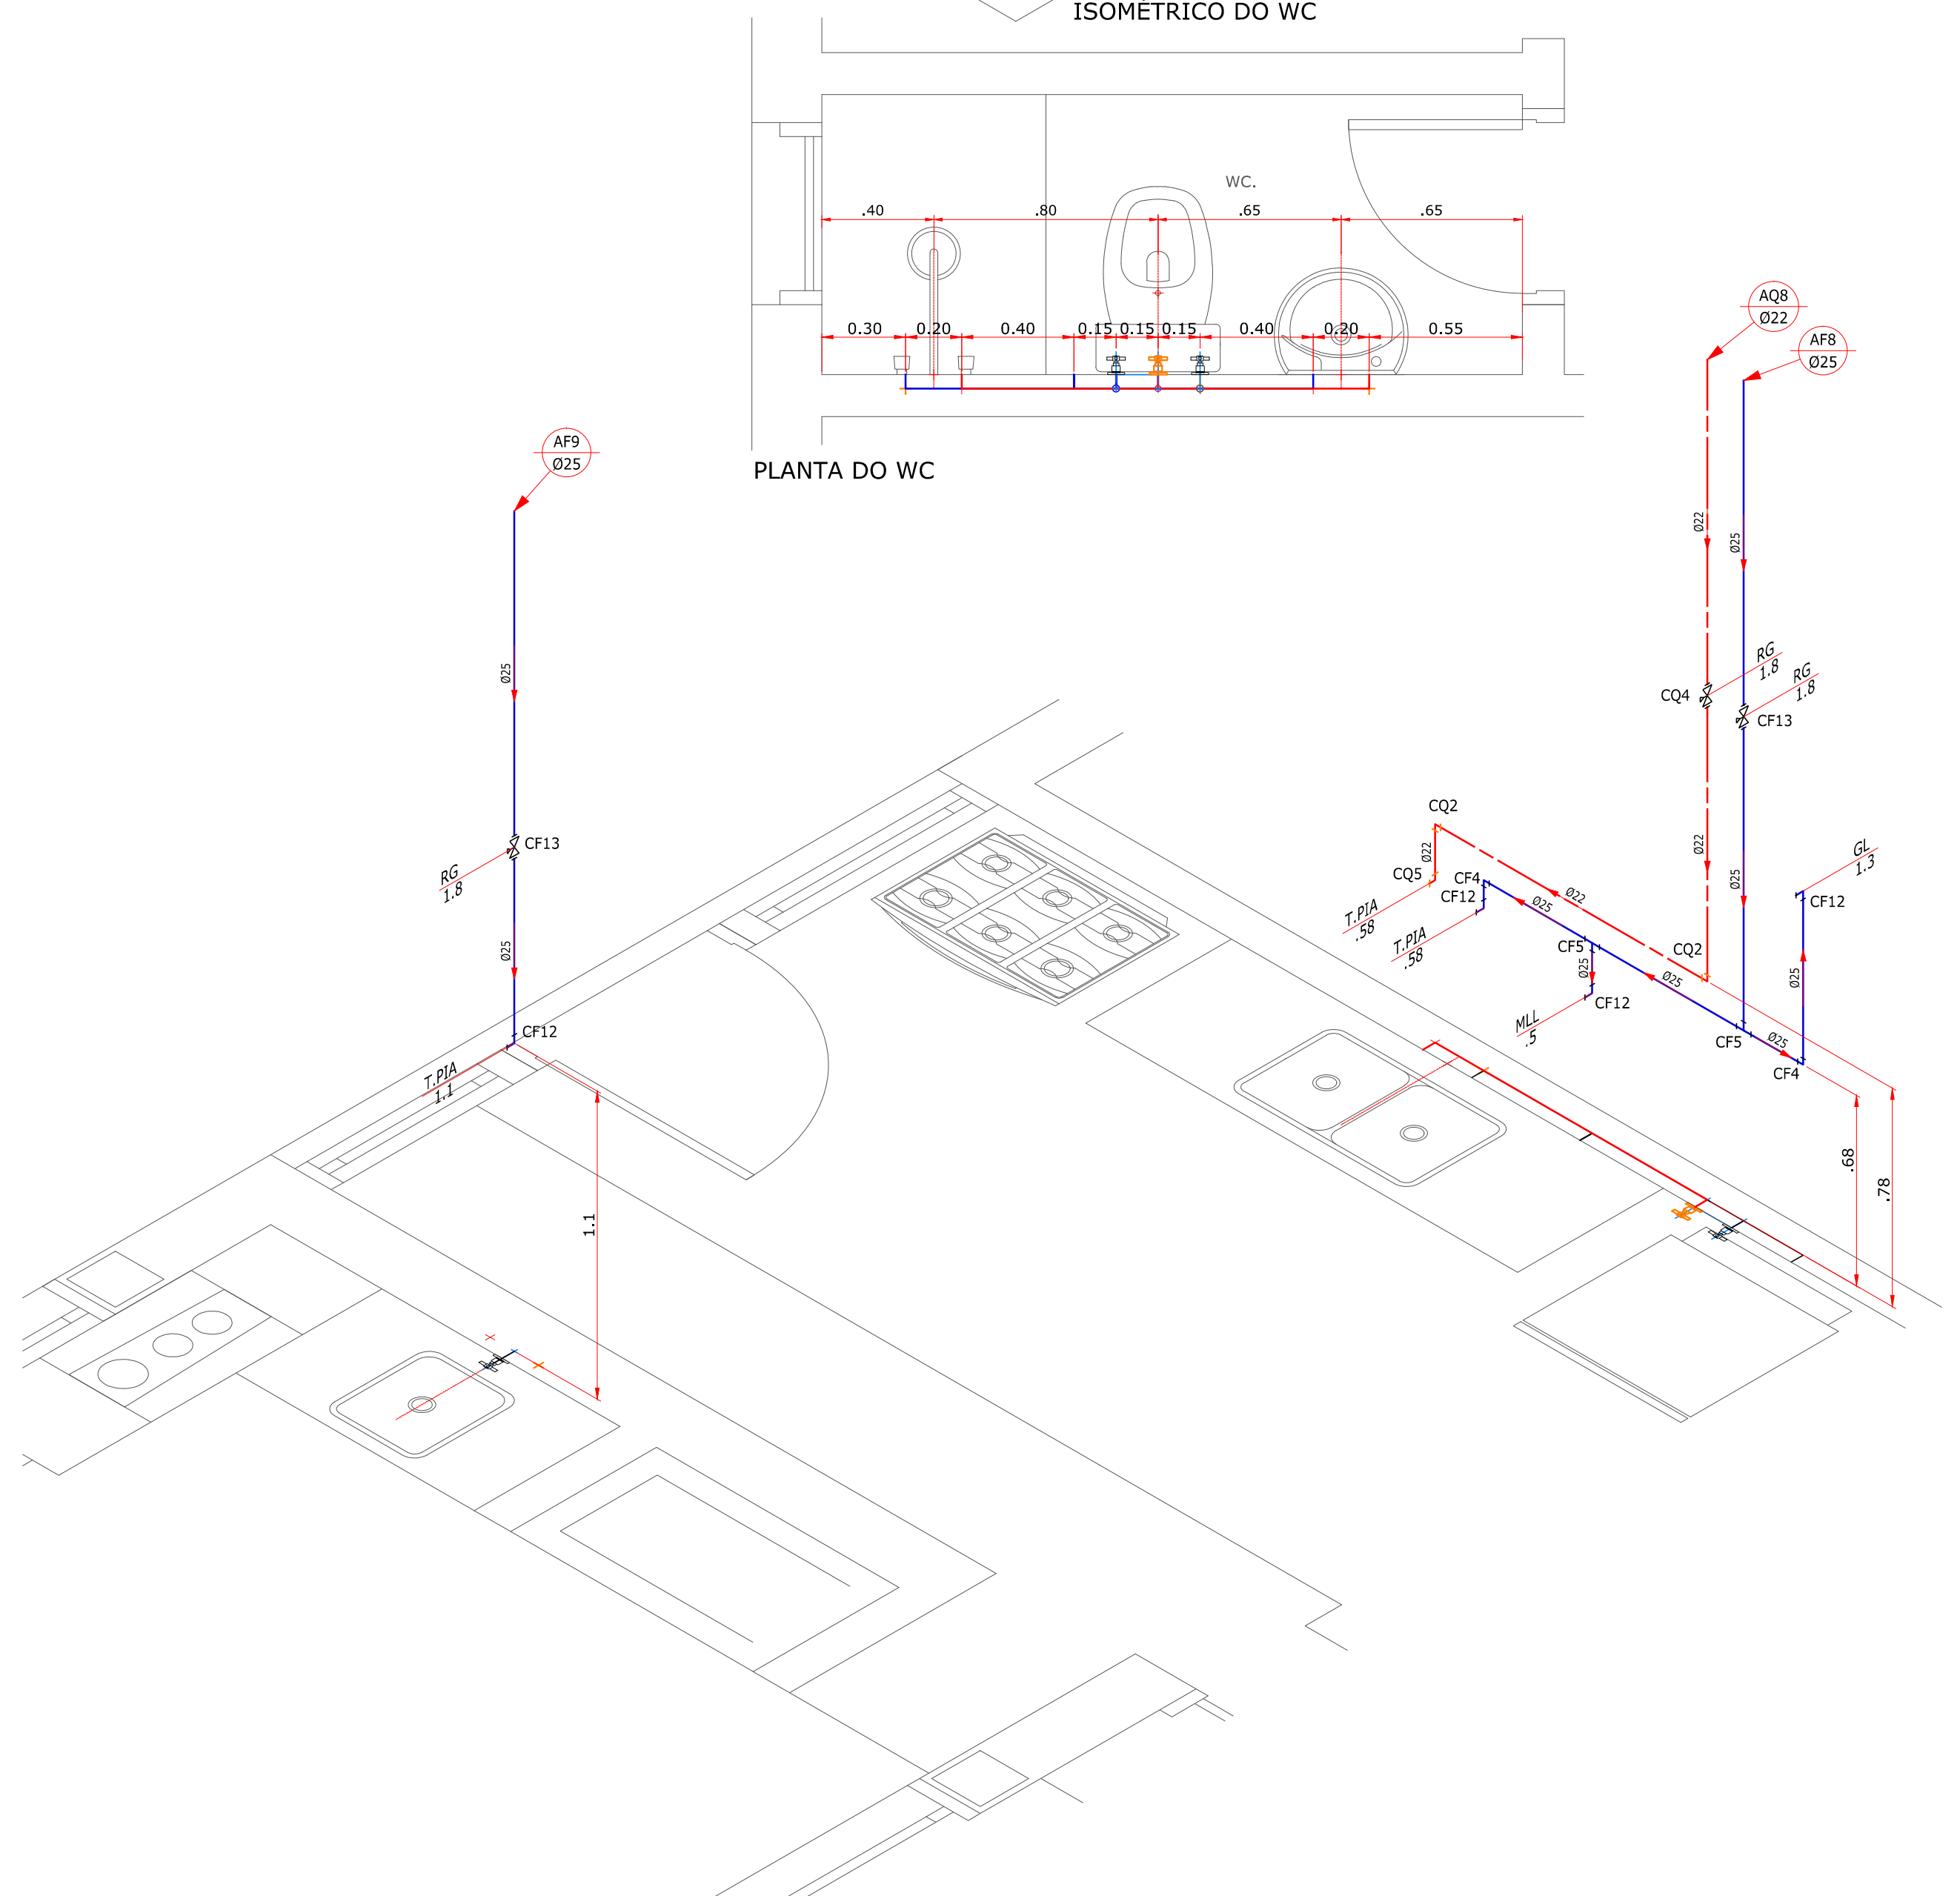 ISOMÉTRICO DO WC
WC.
.40
.80
.65
.65
0.30
0.20
0.40
0.15
0.15
0.15
0.40
0.20
0.55
PLANTA DO WC
AQ8
Ø22
AF8
Ø25
AF9
Ø25
Ø22
Ø25
Ø25
RG
1.8
RG
1.8
CQ4
CF13
CF13
RG
1.8
CQ2
Ø22
CQ5
CF4
CF12
T.PIA
.58
T.PIA
.58
Ø22
Ø25
Ø22
Ø25
GL
1.3
CF12
CF5
CQ2
Ø25
Ø25
Ø25
CF12
MLL
.5
CF5
Ø25
CF4
Ø25
CF12
T.PIA
1.1
1.1
.68
.78